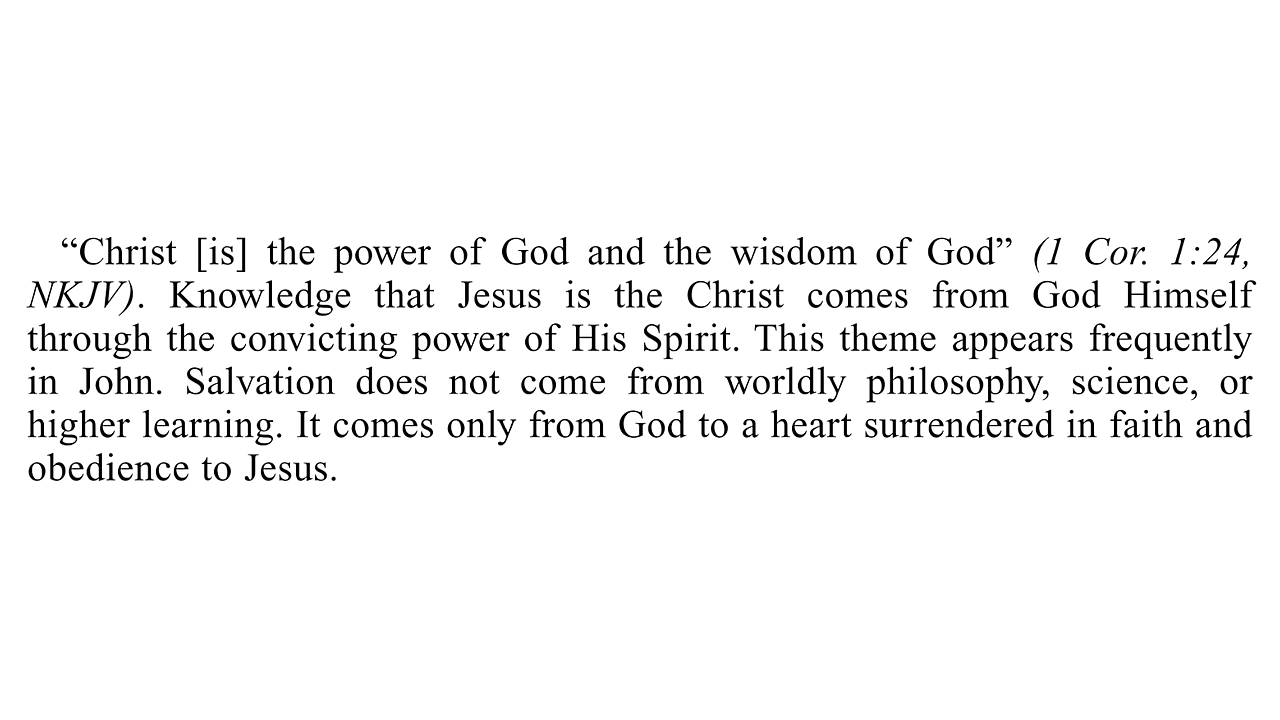 “Christ [is] the power of God and the wisdom of God” (1 Cor. 1:24,
NKJV). Knowledge that Jesus is the Christ comes from God Himself
through the convicting power of His Spirit. This theme appears frequently
in John. Salvation does not come from worldly philosophy, science, or
higher learning. It comes only from God to a heart surrendered in faith and
obedience to Jesus.